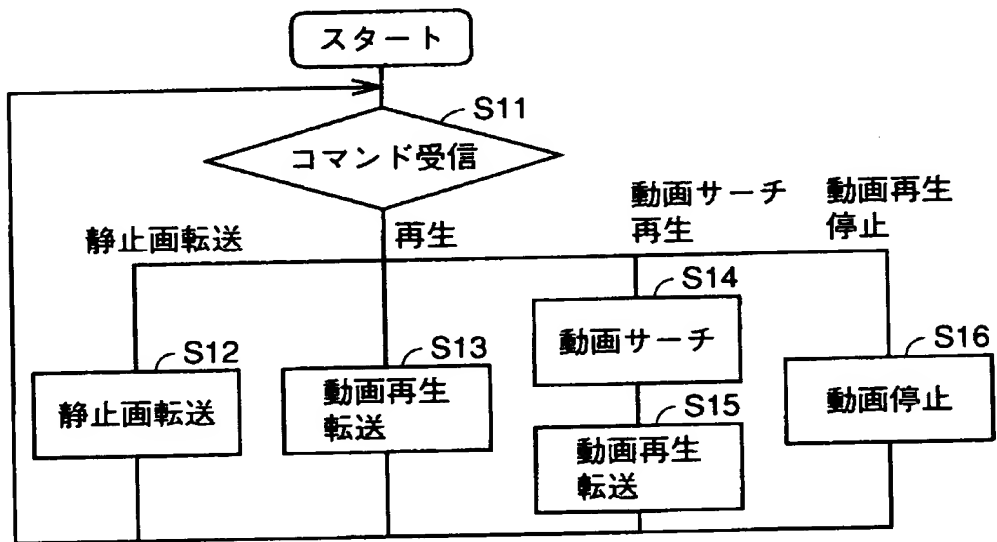 スタート
S11
コマンド受信
静止画転送
再生
動画サーチ
再生
動画再生
停止
S12
静止画転送
S13
動画再生
転送
S14
動画サーチ
S15
動画再生
転送
S16
動画停止